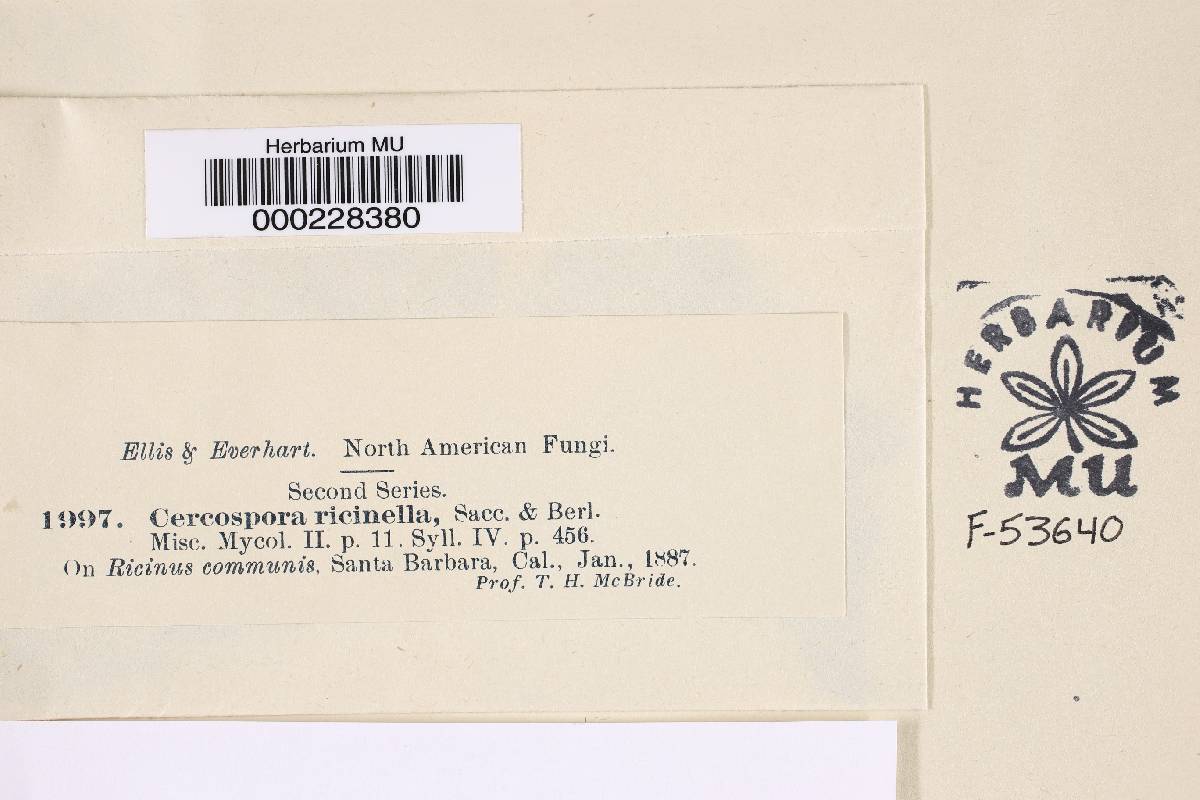 Herbarium MU
000228380
Ellis & Everhart. North American Fungi.
Second Series.
1997. Cercospora ricinella, Sacc. & Berl.
Misc. Mycol. II. p. 11. Syll. IV. p. 456.
On Ricinus communis, Santa Barbara, Cal., Jan., 1887.
Prof. T. H. McBride.
HERBARIUM
MU
F-53640